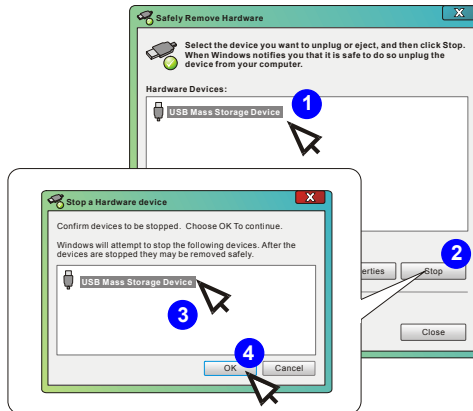 Safely Remove Hardware
X
Select the device you want to unplug or eject, and then click Stop.
When Windows notifies you that it is safe to do so unplug the
device from your computer.
Hardware Devices:
USB Mass Storage Device
1
2
erties
Stop
Close
Stop a Hardware device
X
Confirm devices to be stopped. Choose OK To continue.
Windows will attempt to stop the following devices. After the
devices are stopped they may be removed safely.
USB Mass Storage Device
3
4
OK
Cancel